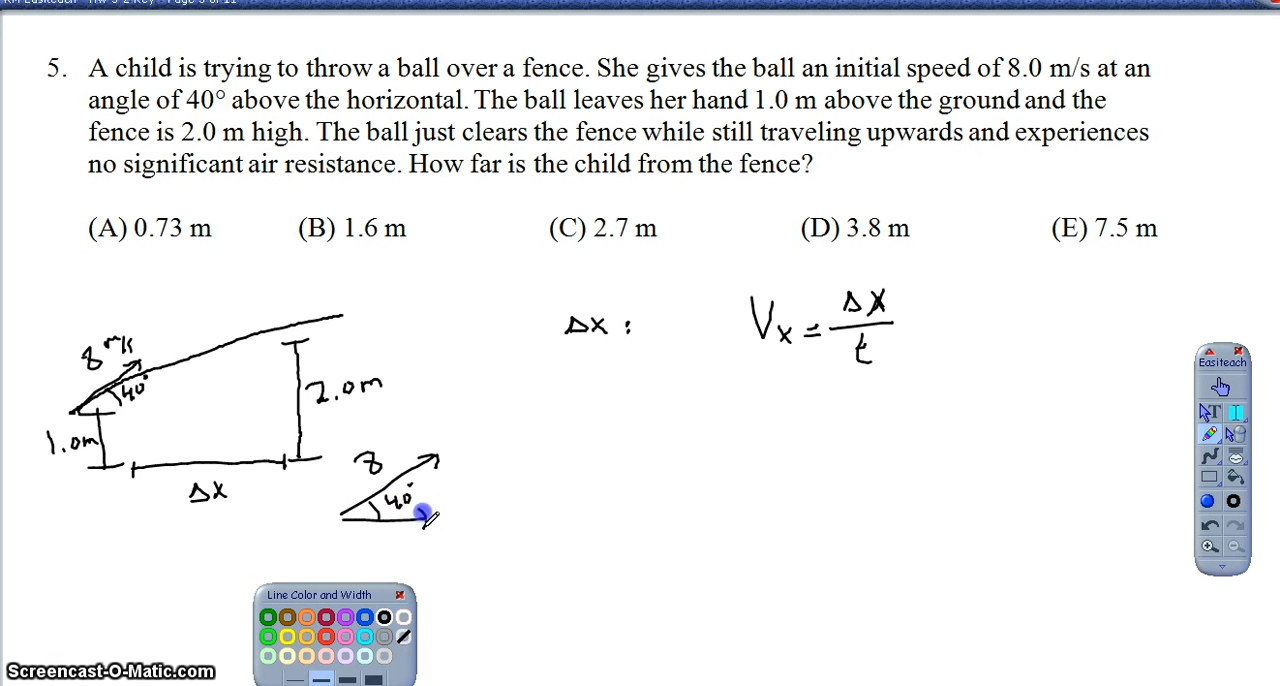 5. A child is trying to throw a ball over a fence. She gives the ball an initial speed of 8.0 m/s at an
angle of 40° above the horizontal. The ball leaves her hand 1.0 m above the ground and the
fence is 2.0 m high. The ball just clears the fence while still traveling upwards and experiences
no significant air resistance. How far is the child from the fence?
(A) 0.73 m (B) 1.6 m (C) 2.7 m (D) 3.8 m (E) 7.5 m
Δx :
Vx = Δx / t
8 m/s
40°
2.0m
1.0m
Δx
8
40°
Easiteach
Line Color and Width
Screencast-O-Matic.com